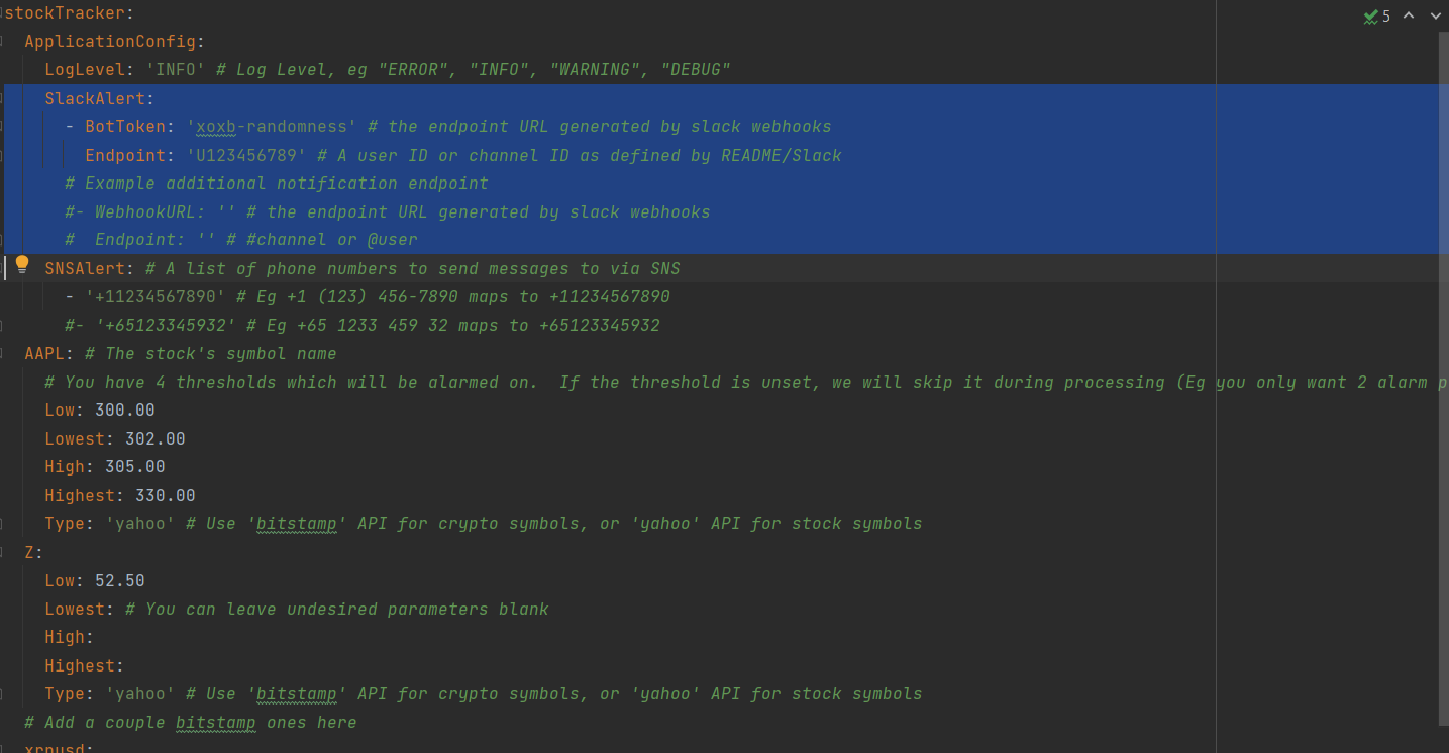 stockTracker:
5
ApplicationConfig:
LogLevel: 'INFO' # Log Level, eg "ERROR", "INFO", "WARNING", "DEBUG"
SlackAlert:
- BotToken: 'xoxb-randomness' # the endpoint URL generated by slack webhooks
Endpoint: 'U123456789' # A user ID or channel ID as defined by README/Slack
# Example additional notification endpoint
#- WebhookURL: '' # the endpoint URL generated by slack webhooks
#  Endpoint: '' # #channel or @user
SNSAlert: # A list of phone numbers to send messages to via SNS
- '+11234567890' # Eg +1 (123) 456-7890 maps to +11234567890
#- '+65123345932' # Eg +65 1233 459 32 maps to +65123345932
AAPL: # The stock's symbol name
# You have 4 thresholds which will be alarmed on.  If the threshold is unset, we will skip it during processing (Eg you only want 2 alarm p
Low: 300.00
Lowest: 302.00
High: 305.00
Highest: 330.00
Type: 'yahoo' # Use 'bitstamp' API for crypto symbols, or 'yahoo' API for stock symbols
Z:
Low: 52.50
Lowest: # You can leave undesired parameters blank
High:
Highest:
Type: 'yahoo' # Use 'bitstamp' API for crypto symbols, or 'yahoo' API for stock symbols
# Add a couple bitstamp ones here
xrpusd: